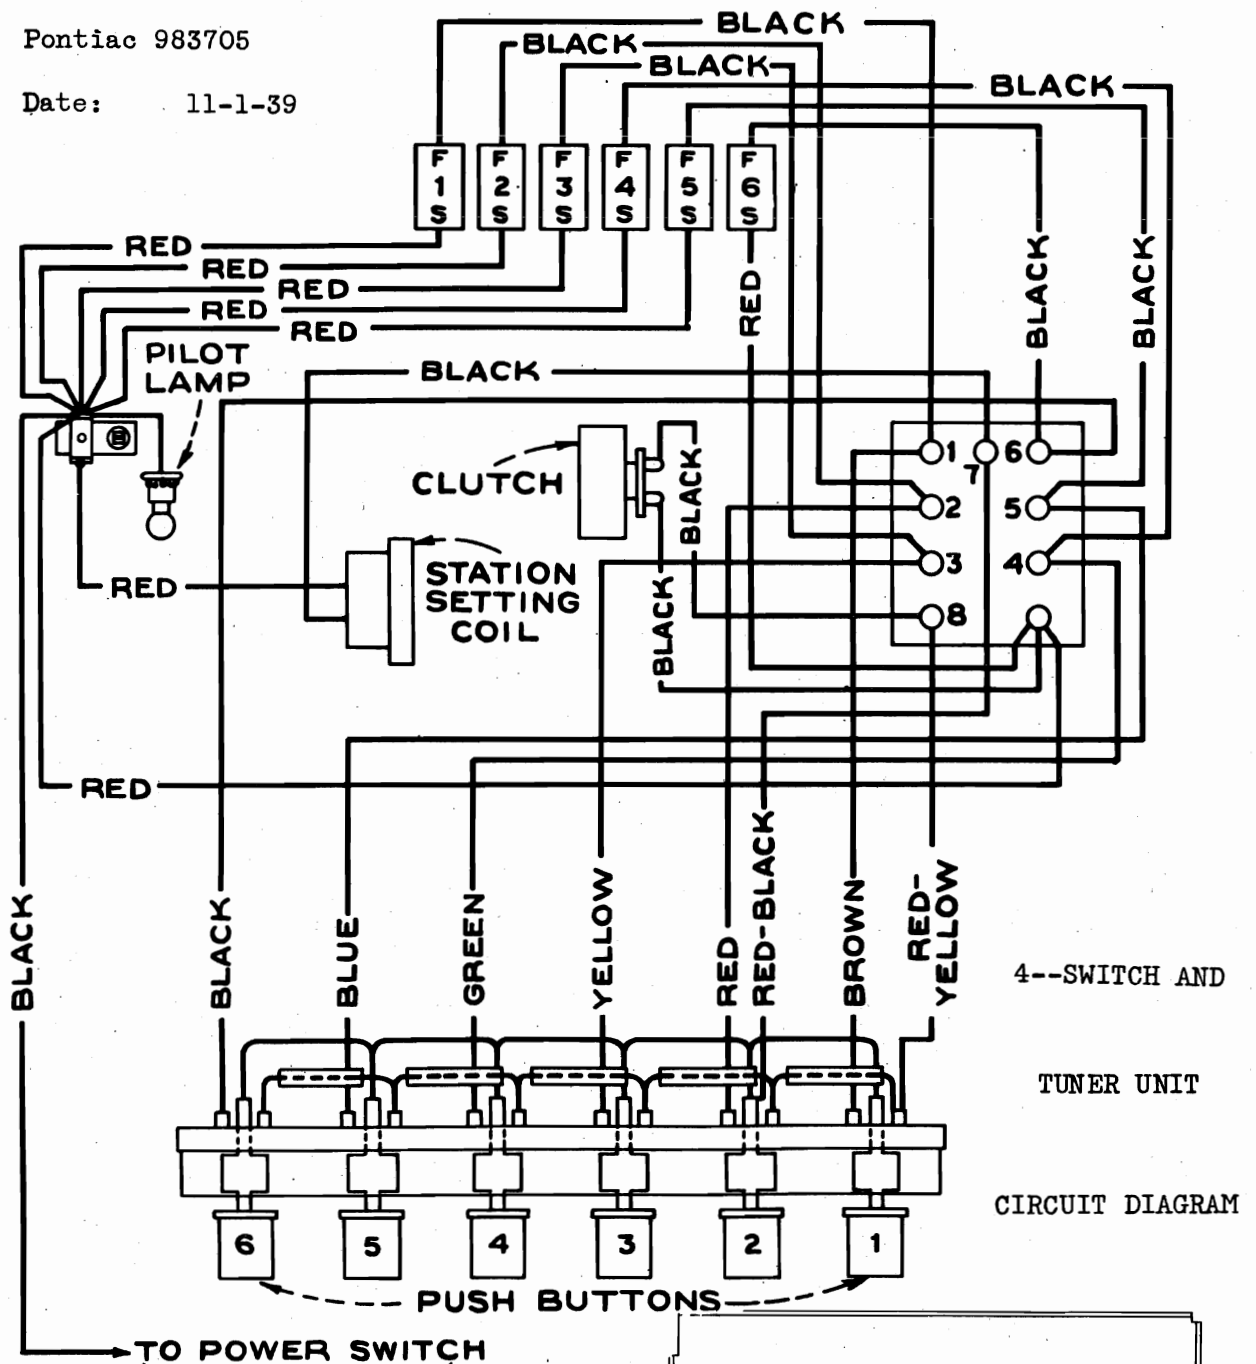 Pontiac 983705
Date: 11-1-39
BLACK
BLACK
BLACK
BLACK
F 1 S
F 2 S
F 3 S
F 4 S
F 5 S
F 6 S
RED
RED
RED
RED
RED
RED
BLACK
BLACK
PILOT
LAMP
BLACK
CLUTCH
BLACK
1
7
6
2
5
3
4
8
RED
STATION
SETTING
COIL
BLACK
RED
BLACK
BLACK
BLUE
GREEN
YELLOW
RED
RED-BLACK
BROWN
RED-
YELLOW
4--SWITCH AND
TUNER UNIT
CIRCUIT DIAGRAM
6
5
4
3
2
1
PUSH BUTTONS
TO POWER SWITCH